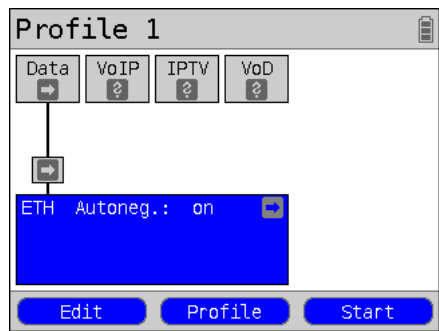 Profile 1
Data VoIP IPTV VoD
? ? ?
ETH Autoneg.: on
Edit Profile Start